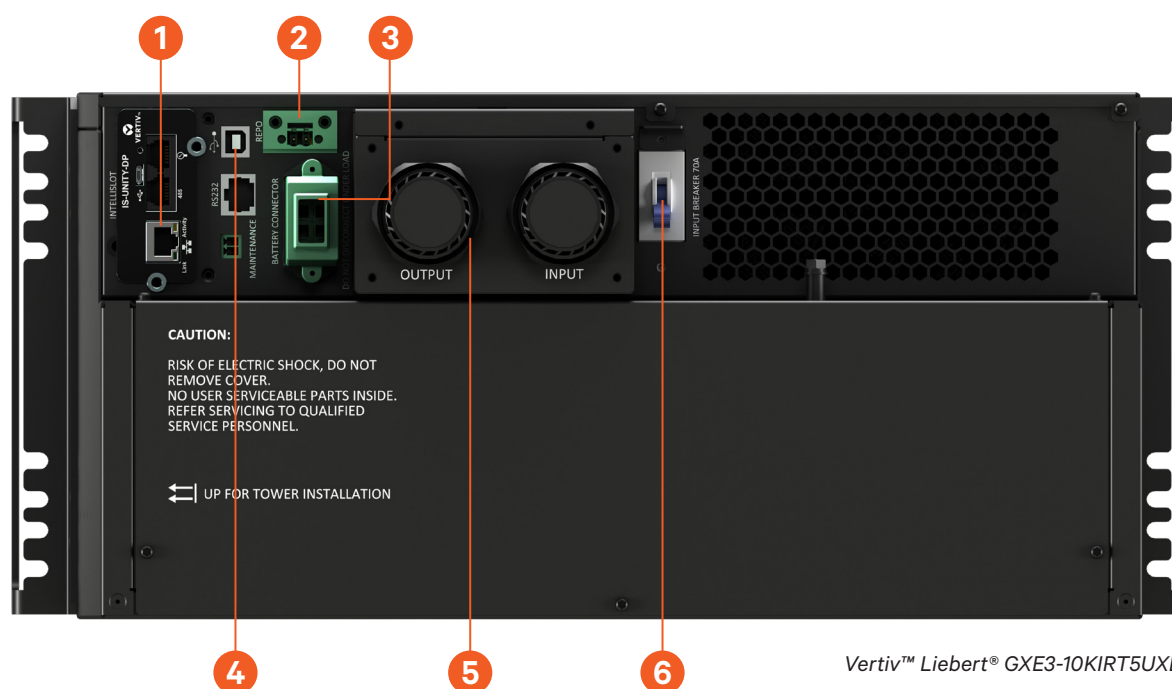 1
2
3
INTELLISLOT
IS-UNITY-DP
VERTIV™
485
Link
Activity
RS232
MAINTENANCE
REPO
BATTERY CONNECTOR
OUTPUT
INPUT
INPUT BREAKER 70A
CAUTION:
RISK OF ELECTRIC SHOCK, DO NOT
REMOVE COVER.
NO USER SERVICEABLE PARTS INSIDE.
REFER SERVICING TO QUALIFIED
SERVICE PERSONNEL.
UP FOR TOWER INSTALLATION
4
5
6
Vertiv™ Liebert® GXE3-10KIRT5UX